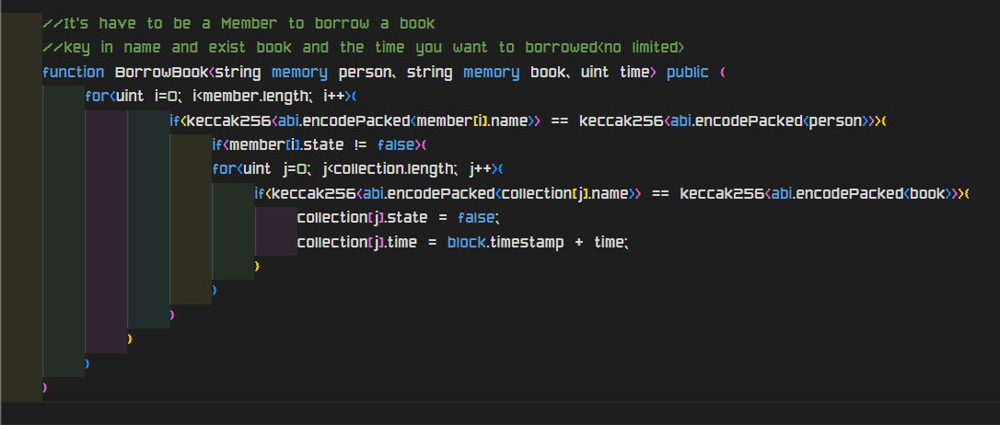 //It's have to be a Member to borrow a book
//key in name and exist book and the time you want to borrowed(no limited)
function BorrowBook(string memory person, string memory book, uint time) public {
for(uint i=0; i<member.length; i++){
if(keccak256(abi.encodePacked(member[i].name)) == keccak256(abi.encodePacked(person))){
if(member[i].state != false){
for(uint j=0; j<collection.length; j++){
if(keccak256(abi.encodePacked(collection[j].name)) == keccak256(abi.encodePacked(book))){
collection[j].state = false;
collection[j].time = block.timestamp + time;
}
}
}
}
}
}